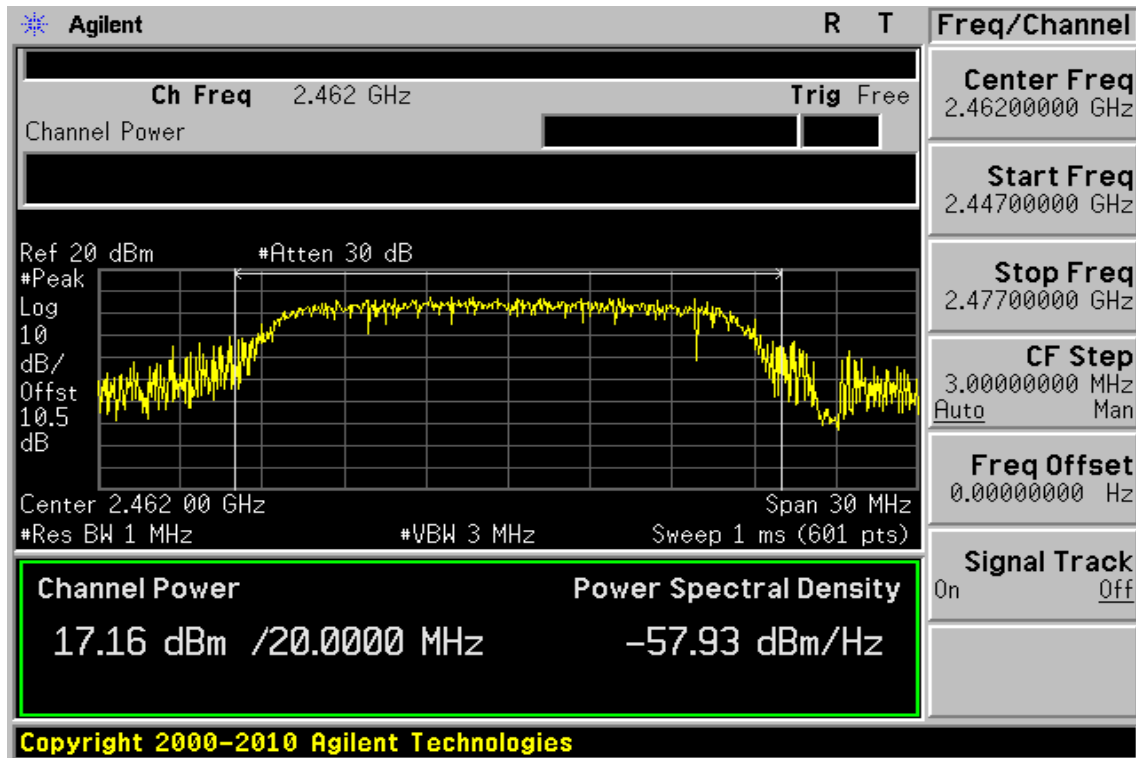 Agilent R T
Ch Freq 2.462 GHz Trig Free
Channel Power
Ref 20 dBm #Atten 30 dB
#Peak
Log
10
dB/
Offst
10.5
dB
Center 2.462 00 GHz Span 30 MHz
#Res BW 1 MHz #VBW 3 MHz Sweep 1 ms (601 pts)
Channel Power Power Spectral Density
17.16 dBm /20.0000 MHz -57.93 dBm/Hz
Copyright 2000-2010 Agilent Technologies
Freq/Channel
Center Freq
2.46200000 GHz
Start Freq
2.44700000 GHz
Stop Freq
2.47700000 GHz
CF Step
3.00000000 MHz
Auto Man
Freq Offset
0.00000000 Hz
Signal Track
On Off